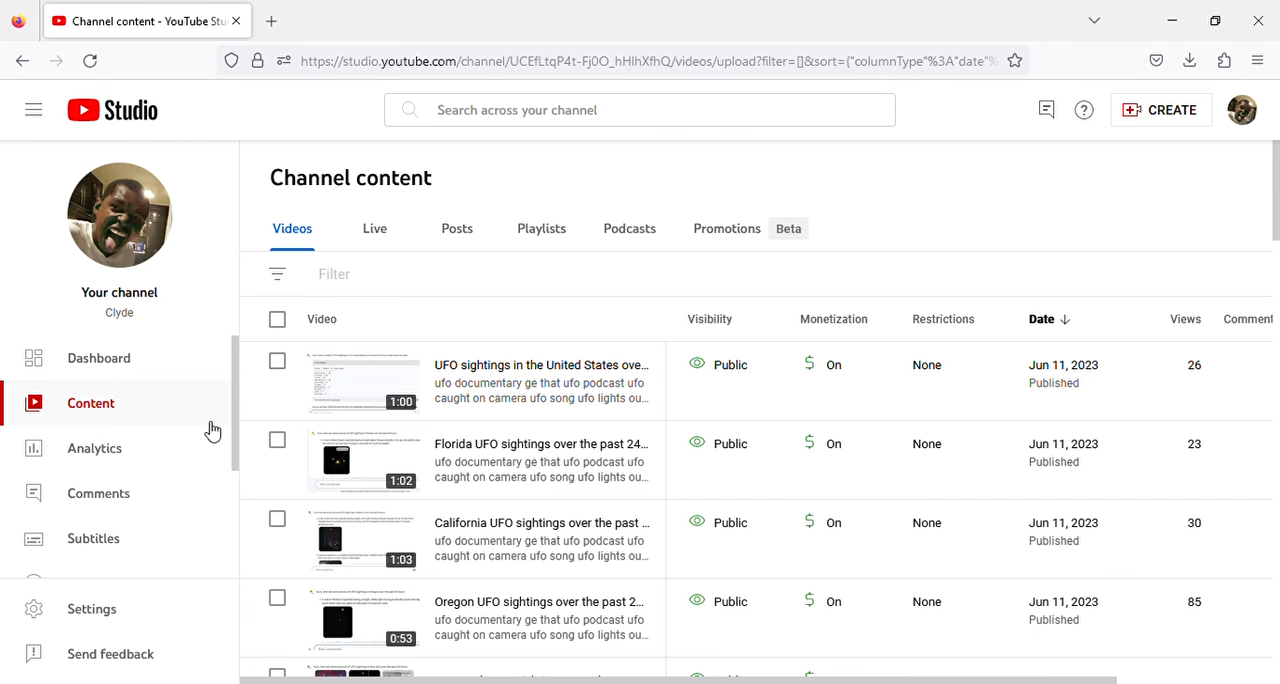 Channel content - YouTube Stu
https://studio.youtube.com/channel/UCEfLtqP4t-Fj0O_hHlhXfhQ/videos/upload?filter=[]&sort={"columnType"%3A"date"%
Studio
Search across your channel
CREATE
Your channel
Clyde
Dashboard
Content
Analytics
Comments
Subtitles
Settings
Send feedback
Channel content
Videos Live Posts Playlists Podcasts Promotions Beta
Filter
Video Visibility Monetization Restrictions Date Views Comment
UFO sightings in the United States ove... Public On None Jun 11, 2023 26
ufo documentary ge that ufo podcast ufo Published
caught on camera ufo song ufo lights ou...
1:00
Florida UFO sightings over the past 24... Public On None Jun 11, 2023 23
ufo documentary ge that ufo podcast ufo Published
caught on camera ufo song ufo lights ou...
1:02
California UFO sightings over the past ... Public On None Jun 11, 2023 30
ufo documentary ge that ufo podcast ufo Published
caught on camera ufo song ufo lights ou...
1:03
Oregon UFO sightings over the past 2... Public On None Jun 11, 2023 85
ufo documentary ge that ufo podcast ufo Published
caught on camera ufo song ufo lights ou...
0:53